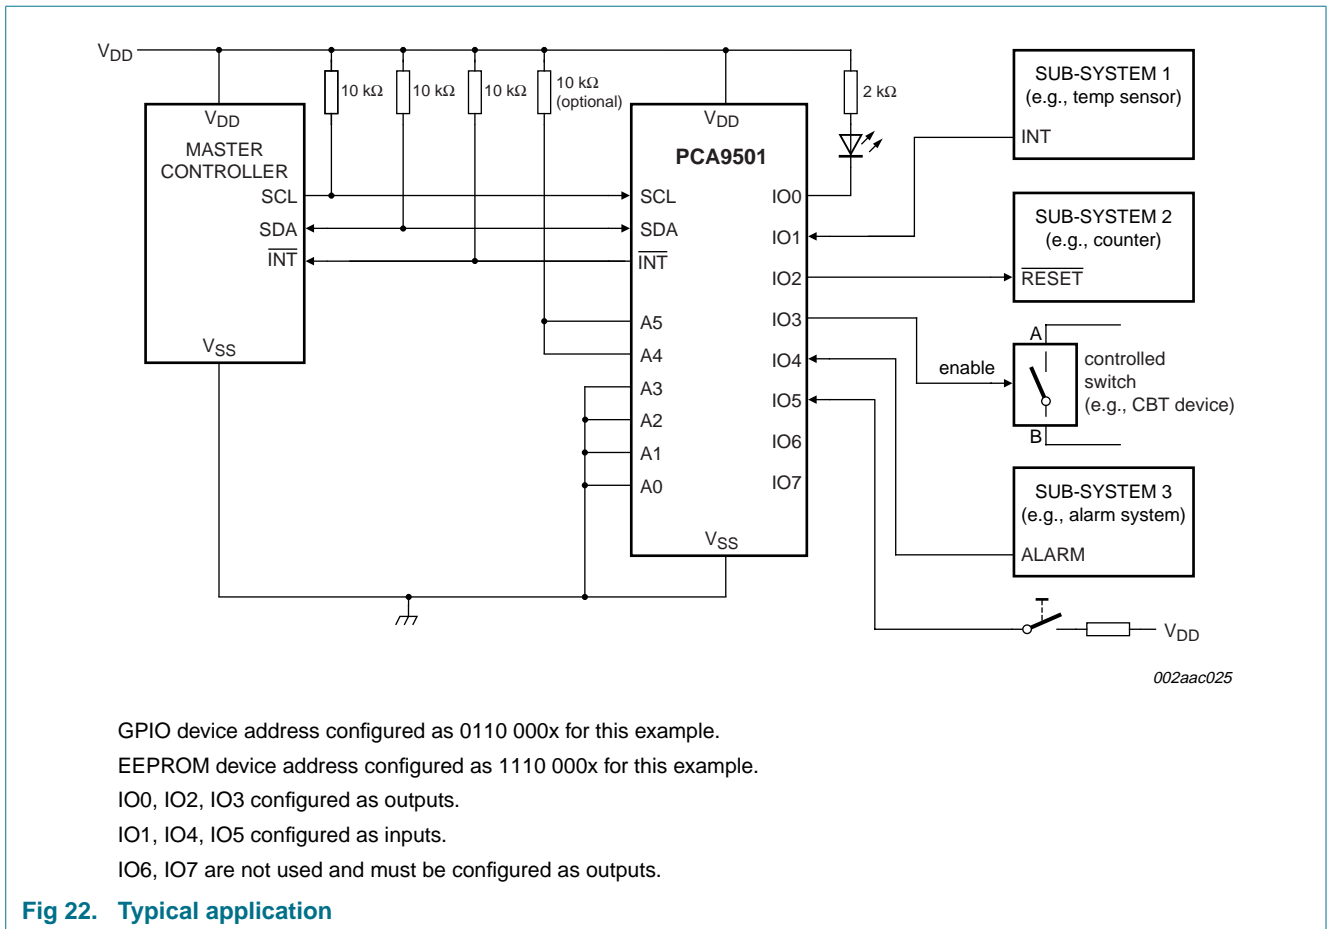 VDD
10 kΩ
10 kΩ
10 kΩ
10 kΩ
(optional)
2 kΩ
VDD
MASTER
CONTROLLER
SCL
SDA
INT
VSS
VDD
PCA9501
SCL
SDA
INT
A5
A4
A3
A2
A1
A0
VSS
IO0
IO1
IO2
IO3
IO4
IO5
IO6
IO7
SUB-SYSTEM 1
(e.g., temp sensor)
INT
SUB-SYSTEM 2
(e.g., counter)
RESET
A
enable
controlled
switch
(e.g., CBT device)
B
SUB-SYSTEM 3
(e.g., alarm system)
ALARM
VDD
002aac025
GPIO device address configured as 0110 000x for this example.
EEPROM device address configured as 1110 000x for this example.
IO0, IO2, IO3 configured as outputs.
IO1, IO4, IO5 configured as inputs.
IO6, IO7 are not used and must be configured as outputs.
Fig 22. Typical application